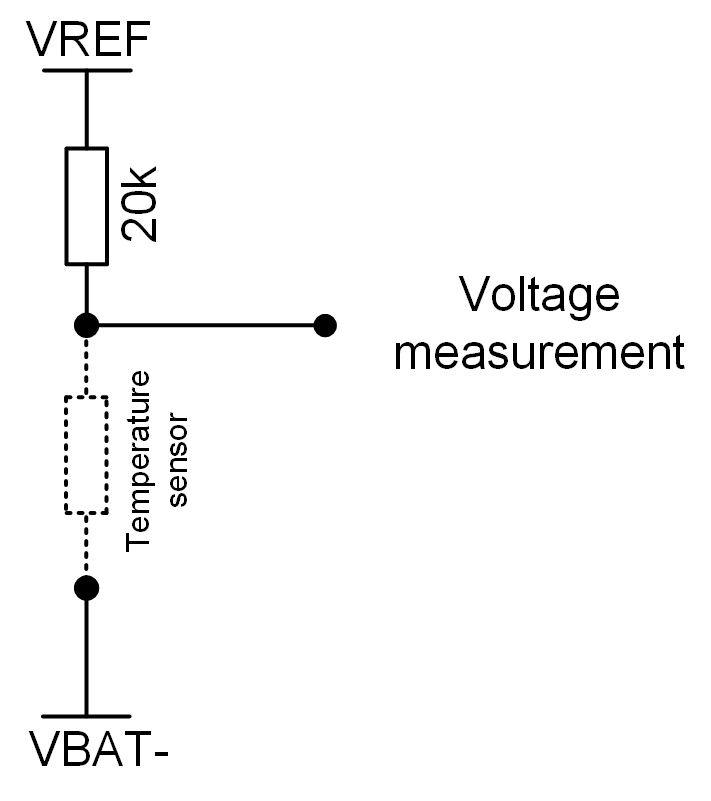 VREF
20k
Voltage
measurement
Temperature
sensor
VBAT-